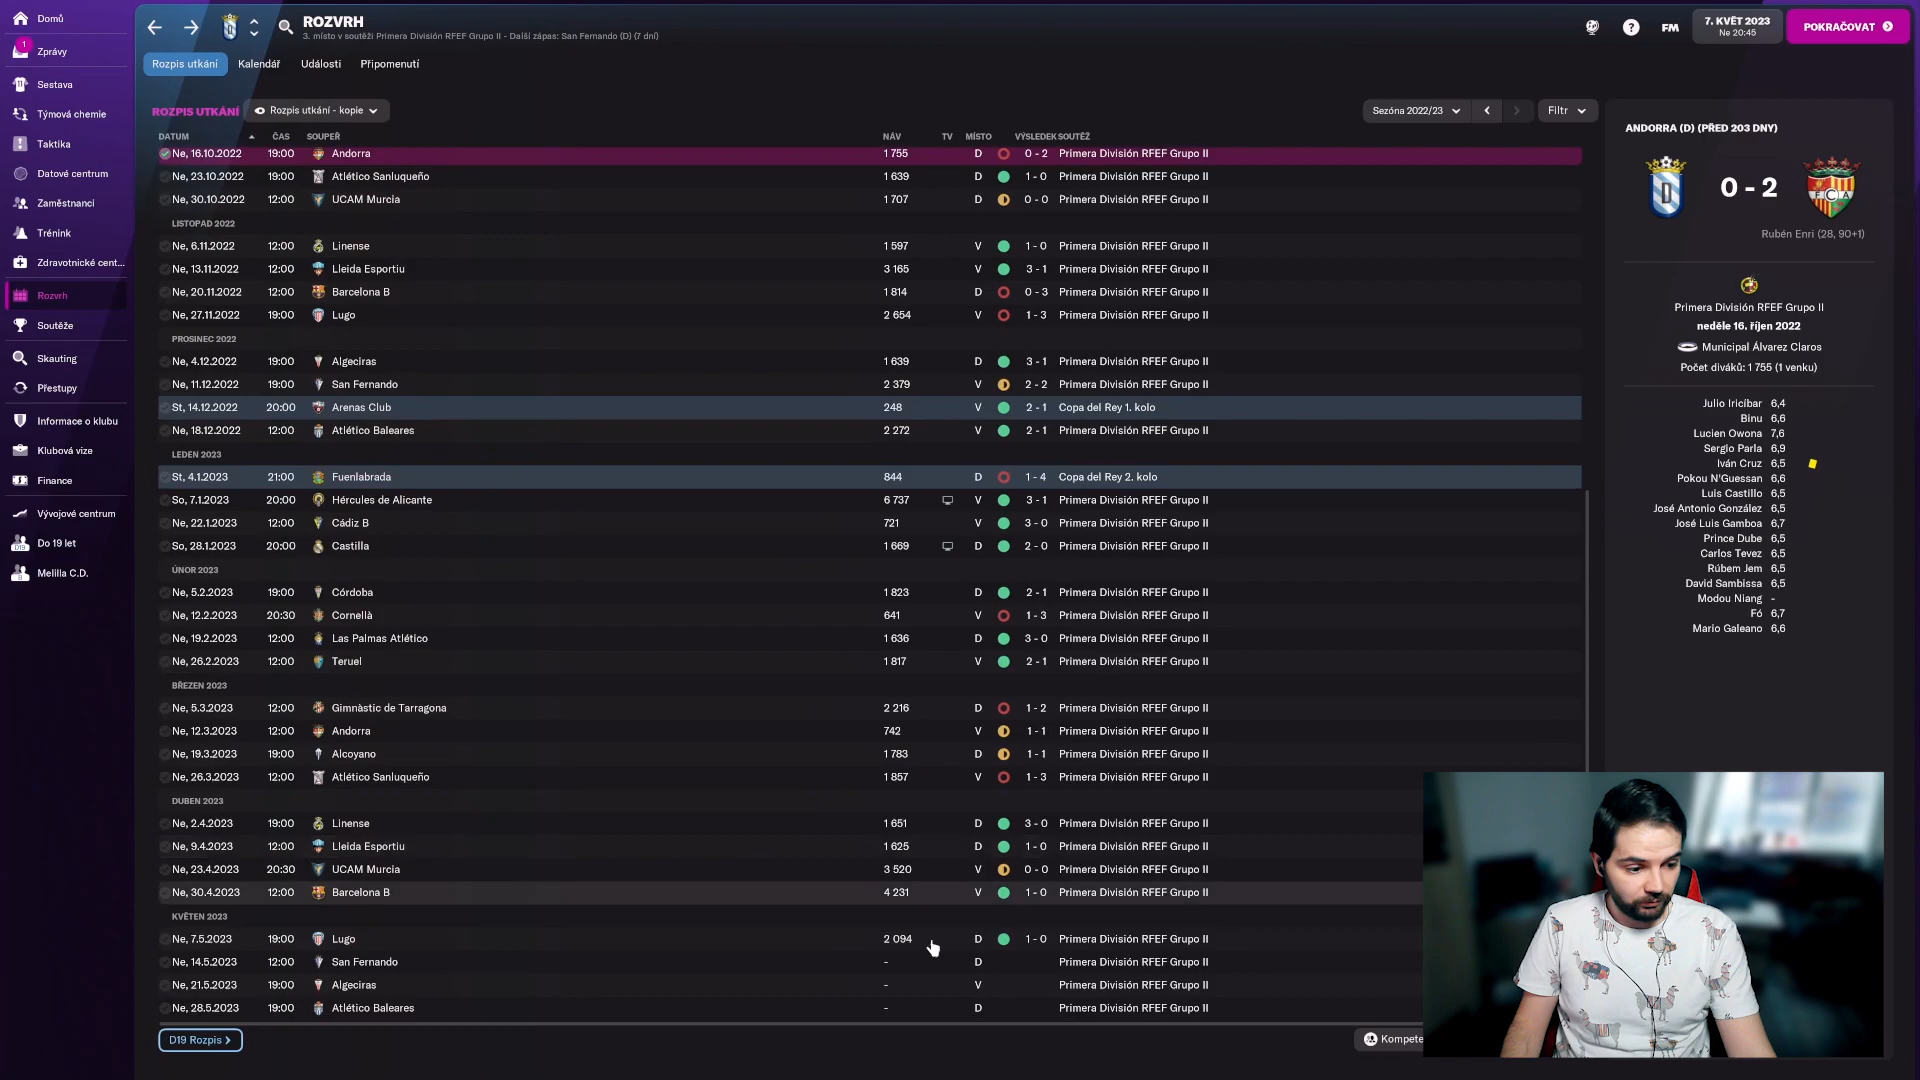 Domů
1
Zprávy
Sestava
Týmová chemie
Taktika
Datové centrum
Zaměstnanci
Trénink
Zdravotnické cent...
Rozvrh
Soutěže
Skauting
Přestupy
Informace o klubu
Klubová vize
Finance
Vývojové centrum
Do 19 let
Melilla C.D.
ROZVRH
3. místo v soutěži Primera División RFEF Grupo II - Další zápas: San Fernando (D) (7 dní)
FM
7. KVĚT 2023
Ne 20:45
POKRAČOVAT
Rozpis utkání Kalendář Události Připomenutí
ROZPIS UTKÁNÍ Rozpis utkání - kopie Sezóna 2022/23 Filtr
DATUM ČAS SOUPEŘ NÁV TV MÍSTO VÝSLEDEK SOUTĚŽ
Ne, 16.10.2022 19:00 Andorra 1 755 D 0 - 2 Primera División RFEF Grupo II
Ne, 23.10.2022 19:00 Atlético Sanluqueño 1 639 D 1 - 0 Primera División RFEF Grupo II
Ne, 30.10.2022 12:00 UCAM Murcia 1 707 D 0 - 0 Primera División RFEF Grupo II
LISTOPAD 2022
Ne, 6.11.2022 12:00 Linense 1 597 V 1 - 0 Primera División RFEF Grupo II
Ne, 13.11.2022 12:00 Lleida Esportiu 3 165 V 3 - 1 Primera División RFEF Grupo II
Ne, 20.11.2022 12:00 Barcelona B 1 814 D 0 - 3 Primera División RFEF Grupo II
Ne, 27.11.2022 19:00 Lugo 2 654 V 1 - 3 Primera División RFEF Grupo II
PROSINEC 2022
Ne, 4.12.2022 19:00 Algeciras 1 639 D 3 - 1 Primera División RFEF Grupo II
Ne, 11.12.2022 19:00 San Fernando 2 379 V 2 - 2 Primera División RFEF Grupo II
St, 14.12.2022 20:00 Arenas Club 248 V 2 - 1 Copa del Rey 1. kolo
Ne, 18.12.2022 12:00 Atlético Baleares 2 272 V 2 - 1 Primera División RFEF Grupo II
LEDEN 2023
St, 4.1.2023 21:00 Fuenlabrada 844 D 1 - 4 Copa del Rey 2. kolo
So, 7.1.2023 20:00 Hércules de Alicante 6 737 V 3 - 1 Primera División RFEF Grupo II
Ne, 22.1.2023 12:00 Cádiz B 721 V 3 - 0 Primera División RFEF Grupo II
So, 28.1.2023 20:00 Castilla 1 669 D 2 - 0 Primera División RFEF Grupo II
ÚNOR 2023
Ne, 5.2.2023 19:00 Córdoba 1 823 D 2 - 1 Primera División RFEF Grupo II
Ne, 12.2.2023 20:30 Cornellà 641 V 1 - 3 Primera División RFEF Grupo II
Ne, 19.2.2023 12:00 Las Palmas Atlético 1 636 D 3 - 0 Primera División RFEF Grupo II
Ne, 26.2.2023 12:00 Teruel 1 817 V 2 - 1 Primera División RFEF Grupo II
BŘEZEN 2023
Ne, 5.3.2023 12:00 Gimnàstic de Tarragona 2 216 D 1 - 2 Primera División RFEF Grupo II
Ne, 12.3.2023 12:00 Andorra 742 V 1 - 1 Primera División RFEF Grupo II
Ne, 19.3.2023 19:00 Alcoyano 1 783 D 1 - 1 Primera División RFEF Grupo II
Ne, 26.3.2023 12:00 Atlético Sanluqueño 1 857 V 1 - 3 Primera División RFEF Grupo II
DUBEN 2023
Ne, 2.4.2023 19:00 Linense 1 651 D 3 - 0 Primera División RFEF Grupo II
Ne, 9.4.2023 12:00 Lleida Esportiu 1 625 D 1 - 0 Primera División RFEF Grupo II
Ne, 23.4.2023 20:30 UCAM Murcia 3 520 V 0 - 0 Primera División RFEF Grupo II
Ne, 30.4.2023 12:00 Barcelona B 4 231 V 1 - 0 Primera División RFEF Grupo II
KVĚTEN 2023
Ne, 7.5.2023 19:00 Lugo 2 094 D 1 - 0 Primera División RFEF Grupo II
Ne, 14.5.2023 12:00 San Fernando - D Primera División RFEF Grupo II
Ne, 21.5.2023 19:00 Algeciras - V Primera División RFEF Grupo II
Ne, 28.5.2023 19:00 Atlético Baleares - D Primera División RFEF Grupo II
D19 Rozpis
Kompete
ANDORRA (D) (PŘED 203 DNY)
0 - 2
Rubén Enri (28, 90+1)
Primera División RFEF Grupo II
neděle 16. říjen 2022
Municipal Álvarez Claros
Počet diváků: 1 755 (1 venku)
Julio Iricíbar 6,4
Binu 6,6
Lucien Owona 7,6
Sergio Parla 6,9
Iván Cruz 6,5
Pokou N'Guessan 6,6
Luis Castillo 6,5
José Antonio González 6,5
José Luis Gamboa 6,7
Prince Dube 6,5
Carlos Tevez 6,5
Rúbem Jem 6,5
David Sambissa 6,5
Modou Niang -
Fó 6,7
Mario Galeano 6,6